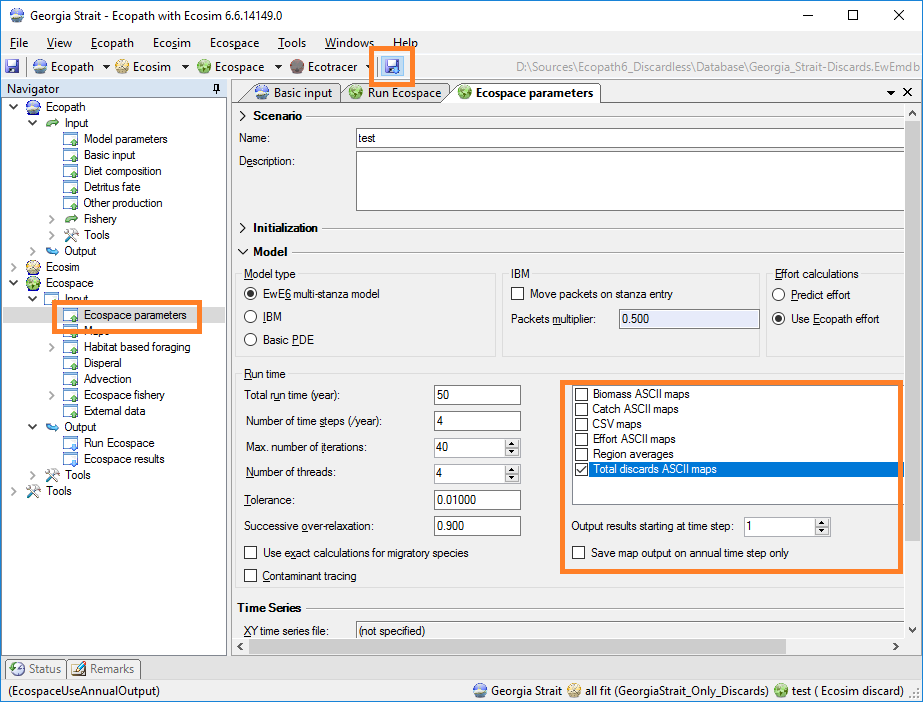 Georgia Strait - Ecopath with Ecosim 6.6.14149.0
File View Ecopath Ecosim Ecospace Tools Windows Help
Ecopath Ecosim Ecospace Ecotracer D:\Sources\Ecopath6_Discardless\Database\Georgia_Strait-Discards.EwEmdb
Navigator
Ecopath
Input
Model parameters
Basic input
Diet composition
Detritus fate
Other production
Fishery
Tools
Output
Ecosim
Ecospace
Input
Ecospace parameters
Maps
Habitat based foraging
Disperal
Advection
Ecospace fishery
External data
Output
Run Ecospace
Ecospace results
Tools
Tools
Basic input Run Ecospace Ecospace parameters
Scenario
Name: test
Description:
Initialization
Model
Model type
EwE6 multi-stanza model
IBM
Basic PDE
IBM
Move packets on stanza entry
Packets multiplier: 0.500
Effort calculations
Predict effort
Use Ecopath effort
Run time
Total run time (year): 50
Number of time steps (/year): 4
Max. number of iterations: 40
Number of threads: 4
Tolerance: 0.01000
Successive over-relaxation: 0.900
Use exact calculations for migratory species
Contaminant tracing
Biomass ASCII maps
Catch ASCII maps
CSV maps
Effort ASCII maps
Region averages
Total discards ASCII maps
Output results starting at time step: 1
Save map output on annual time step only
Time Series
XY time series file: (not specified)
Status Remarks
(EcospaceUseAnnualOutput) Georgia Strait all fit (GeorgiaStrait_Only_Discards) test ( Ecosim discard)